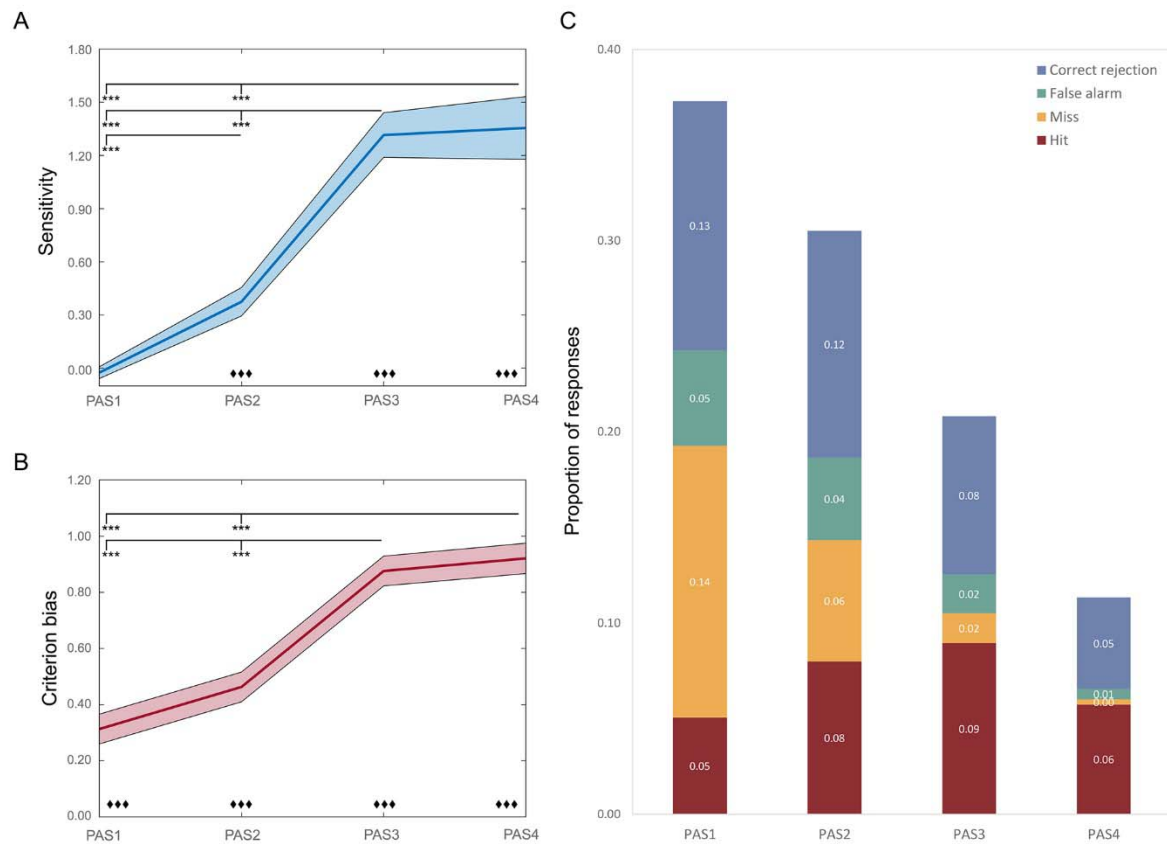 A
1.80
1.50
1.20
0.90
0.60
0.30
0.00
Sensitivity
*** ***
*** ***
***
♦♦♦ ♦♦♦ ♦♦♦
PAS1 PAS2 PAS3 PAS4
B
1.20
1.00
0.80
0.60
0.40
0.20
0.00
Criterion bias
*** ***
*** ***
♦♦♦ ♦♦♦ ♦♦♦ ♦♦♦
PAS1 PAS2 PAS3 PAS4
C
0.40
0.30
0.20
0.10
0.00
Proportion of responses
Correct rejection
False alarm
Miss
Hit
0.13
0.05
0.14
0.05
0.12
0.04
0.06
0.08
0.08
0.02
0.02
0.09
0.05
0.01
0.00
0.06
PAS1 PAS2 PAS3 PAS4